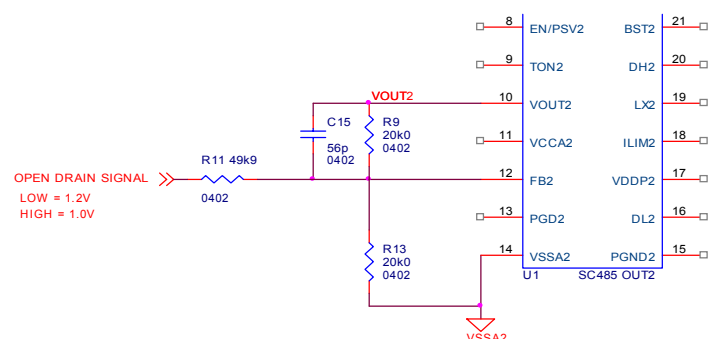 8 EN/PSV2 BST2 21
9 TON2 DH2 20
VOUT2
10 VOUT2 LX2 19
C15 R9
56p 20k0
0402 0402
11 VCCA2 ILIM2 18
R11 49k9
OPEN DRAIN SIGNAL
0402
12 FB2 VDDP2 17
LOW = 1.2V
HIGH = 1.0V
13 PGD2 DL2 16
R13
20k0
0402
14 VSSA2 PGND2 15
U1 SC485 OUT2
VSSA2